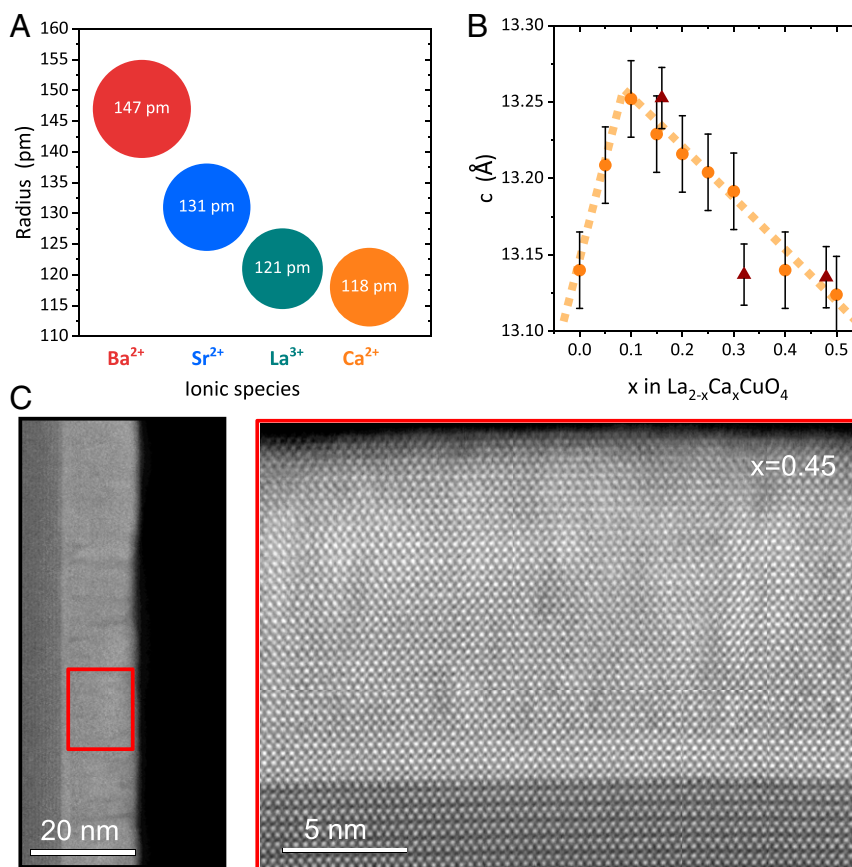 A
160
155
150
145
140
135
130
125
120
115
110
Radius (pm)
147 pm
131 pm
121 pm
118 pm
Ba²⁺ Sr²⁺ La³⁺ Ca²⁺
Ionic species
B
13.30
13.25
13.20
13.15
13.10
c (Å)
0.0 0.1 0.2 0.3 0.4 0.5
x in La₂₋ₓCaₓCuO₄
C
20 nm
x=0.45
5 nm